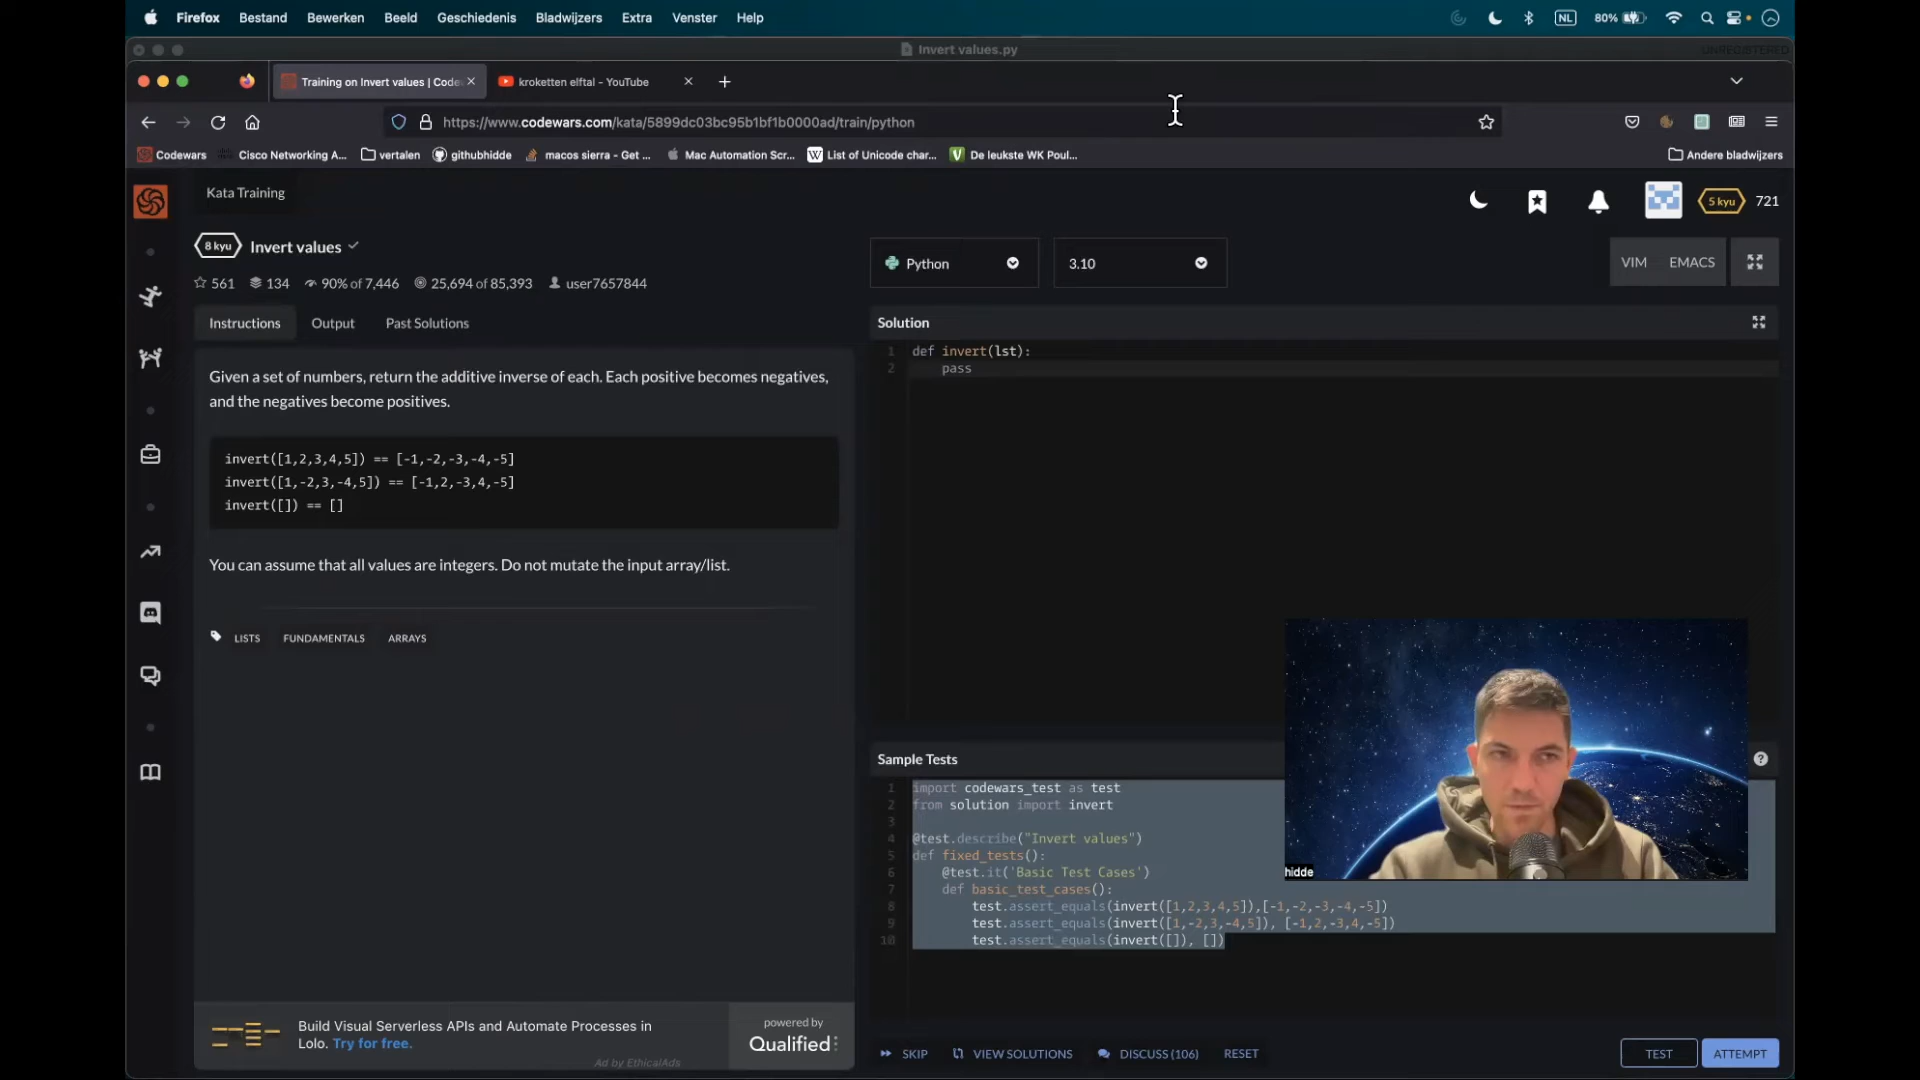 Firefox Bestand Bewerken Beeld Geschiedenis Bladwijzers Extra Venster Help NL 80%
Invert values.py UNREGISTERED
Training on Invert values | Code kroketten elftal - YouTube
https://www.codewars.com/kata/5899dc03bc95b1bf1b0000ad/train/python
Codewars Cisco Networking A... vertalen githubhidde macos sierra - Get ... Mac Automation Scr... List of Unicode char... De leukste WK Poul... Andere bladwijzers
Kata Training
5 kyu 721
8 kyu Invert values
561 134 90% of 7,446 25,694 of 85,393 user7657844
Instructions Output Past Solutions
Given a set of numbers, return the additive inverse of each. Each positive becomes negatives,
and the negatives become positives.
invert([1,2,3,4,5]) == [-1,-2,-3,-4,-5]
invert([1,-2,3,-4,5]) == [-1,2,-3,4,-5]
invert([]) == []
You can assume that all values are integers. Do not mutate the input array/list.
LISTS FUNDAMENTALS ARRAYS
Build Visual Serverless APIs and Automate Processes in
Lolo. Try for free.
Ad by EthicalAds
powered by
Qualified
Python 3.10 VIM EMACS
Solution
1 def invert(lst):
2 pass
Sample Tests
1 import codewars_test as test
2 from solution import invert
3
4 @test.describe("Invert values")
5 def fixed_tests():
6 @test.it('Basic Test Cases')
7 def basic_test_cases():
8 test.assert_equals(invert([1,2,3,4,5]),[-1,-2,-3,-4,-5])
9 test.assert_equals(invert([1,-2,3,-4,5]), [-1,2,-3,4,-5])
10 test.assert_equals(invert([]), [])
hidde
SKIP VIEW SOLUTIONS DISCUSS (106) RESET TEST ATTEMPT